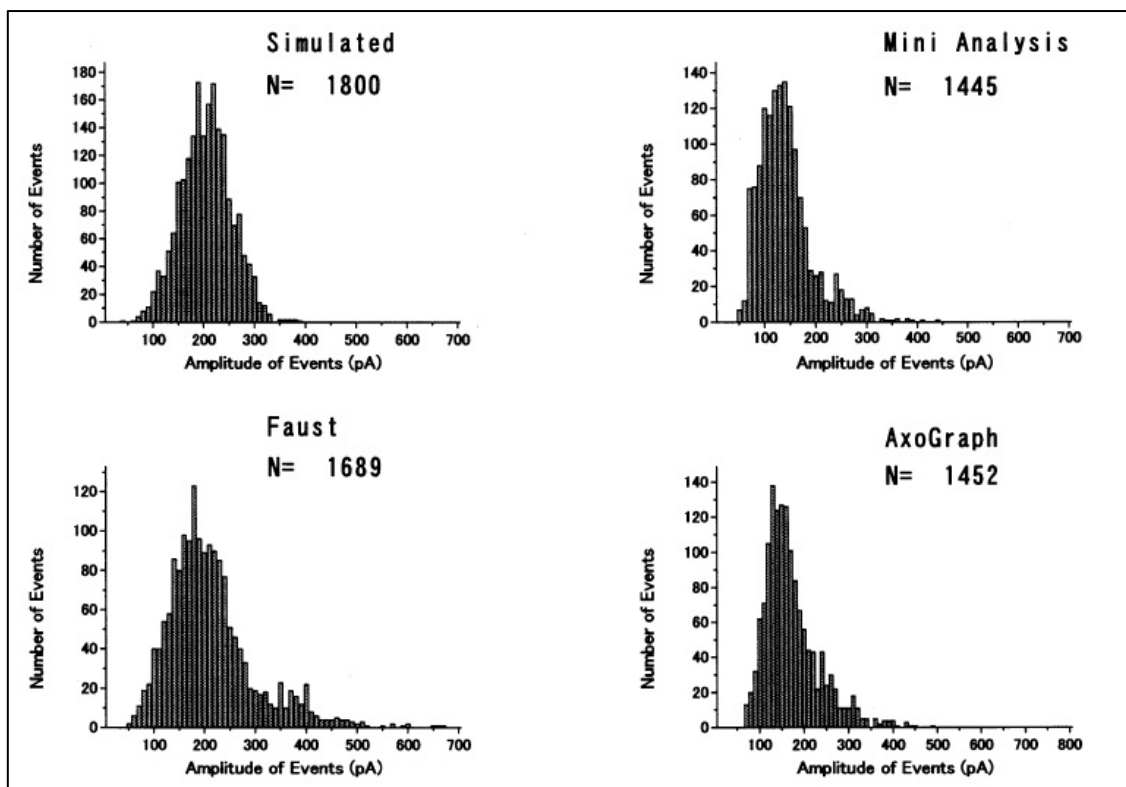 Simulated
N= 1800
180
160
140
120
100
80
60
40
20
0
Number of Events
100 200 300 400 500 600 700
Amplitude of Events (pA)
Mini Analysis
N= 1445
140
120
100
80
60
40
20
0
Number of Events
100 200 300 400 500 600 700
Amplitude of Events (pA)
Faust
N= 1689
120
100
80
60
40
20
0
Number of Events
100 200 300 400 500 600 700
Amplitude of Events (pA)
AxoGraph
N= 1452
140
120
100
80
60
40
20
0
Number of Events
100 200 300 400 500 600 700 800
Amplitude of Events (pA)